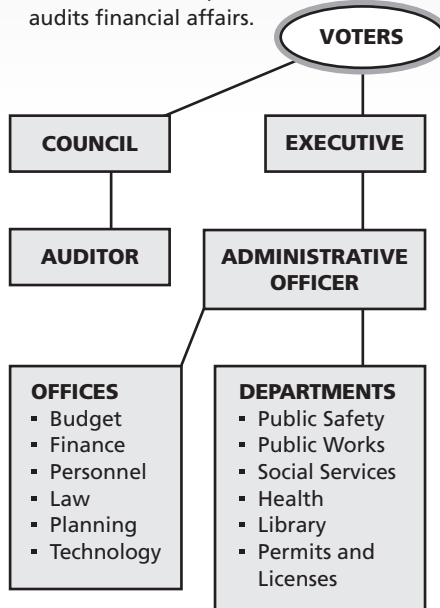 audits financial affairs.
VOTERS
COUNCIL
EXECUTIVE
AUDITOR
ADMINISTRATIVE
OFFICER
OFFICES
▪ Budget
▪ Finance
▪ Personnel
▪ Law
▪ Planning
▪ Technology
DEPARTMENTS
▪ Public Safety
▪ Public Works
▪ Social Services
▪ Health
▪ Library
▪ Permits and
Licenses